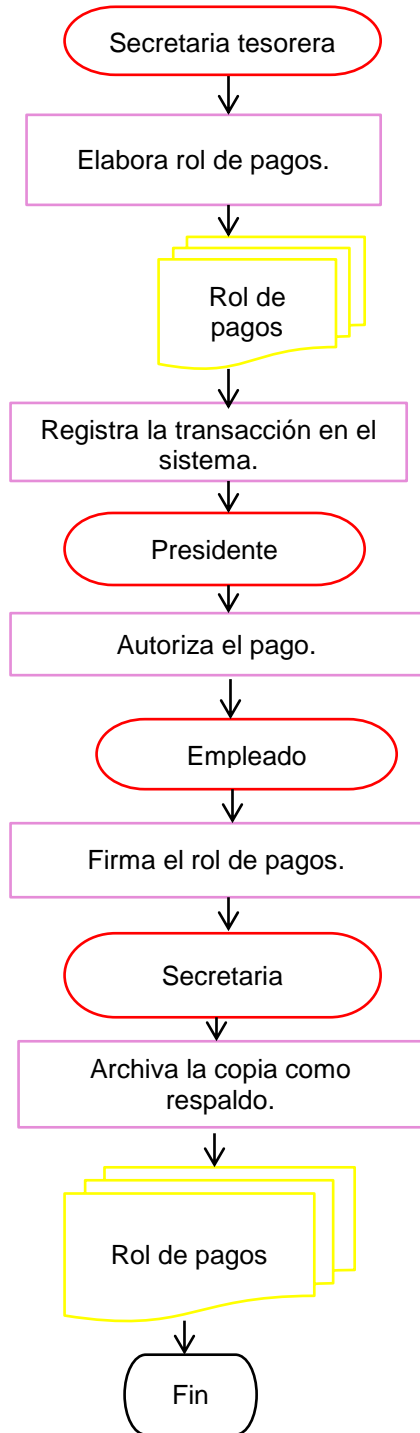 Secretaria tesorera
Elabora rol de pagos.
Rol de
pagos
Registra la transacción en el
sistema.
Presidente
Autoriza el pago.
Empleado
Firma el rol de pagos.
Secretaria
Archiva la copia como
respaldo.
Rol de pagos
Fin